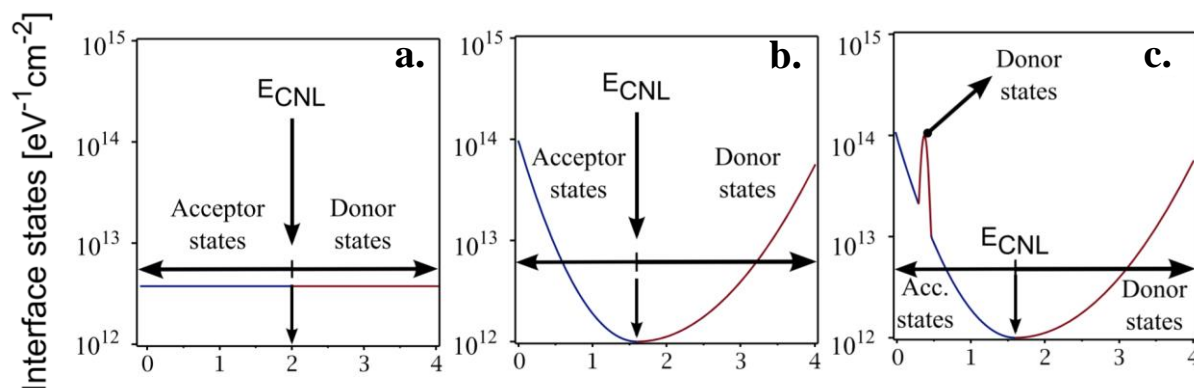 Interface states [eV⁻¹cm⁻²]
10¹⁵
10¹⁴
10¹³
10¹²
a.
E_CNL
Acceptor
states
Donor
states
0 1 2 3 4
10¹⁵
10¹⁴
10¹³
10¹²
b.
E_CNL
Acceptor
states
Donor
states
0 1 2 3 4
10¹⁵
10¹⁴
10¹³
10¹²
c.
Donor
states
E_CNL
Acc.
states
Donor
states
0 1 2 3 4